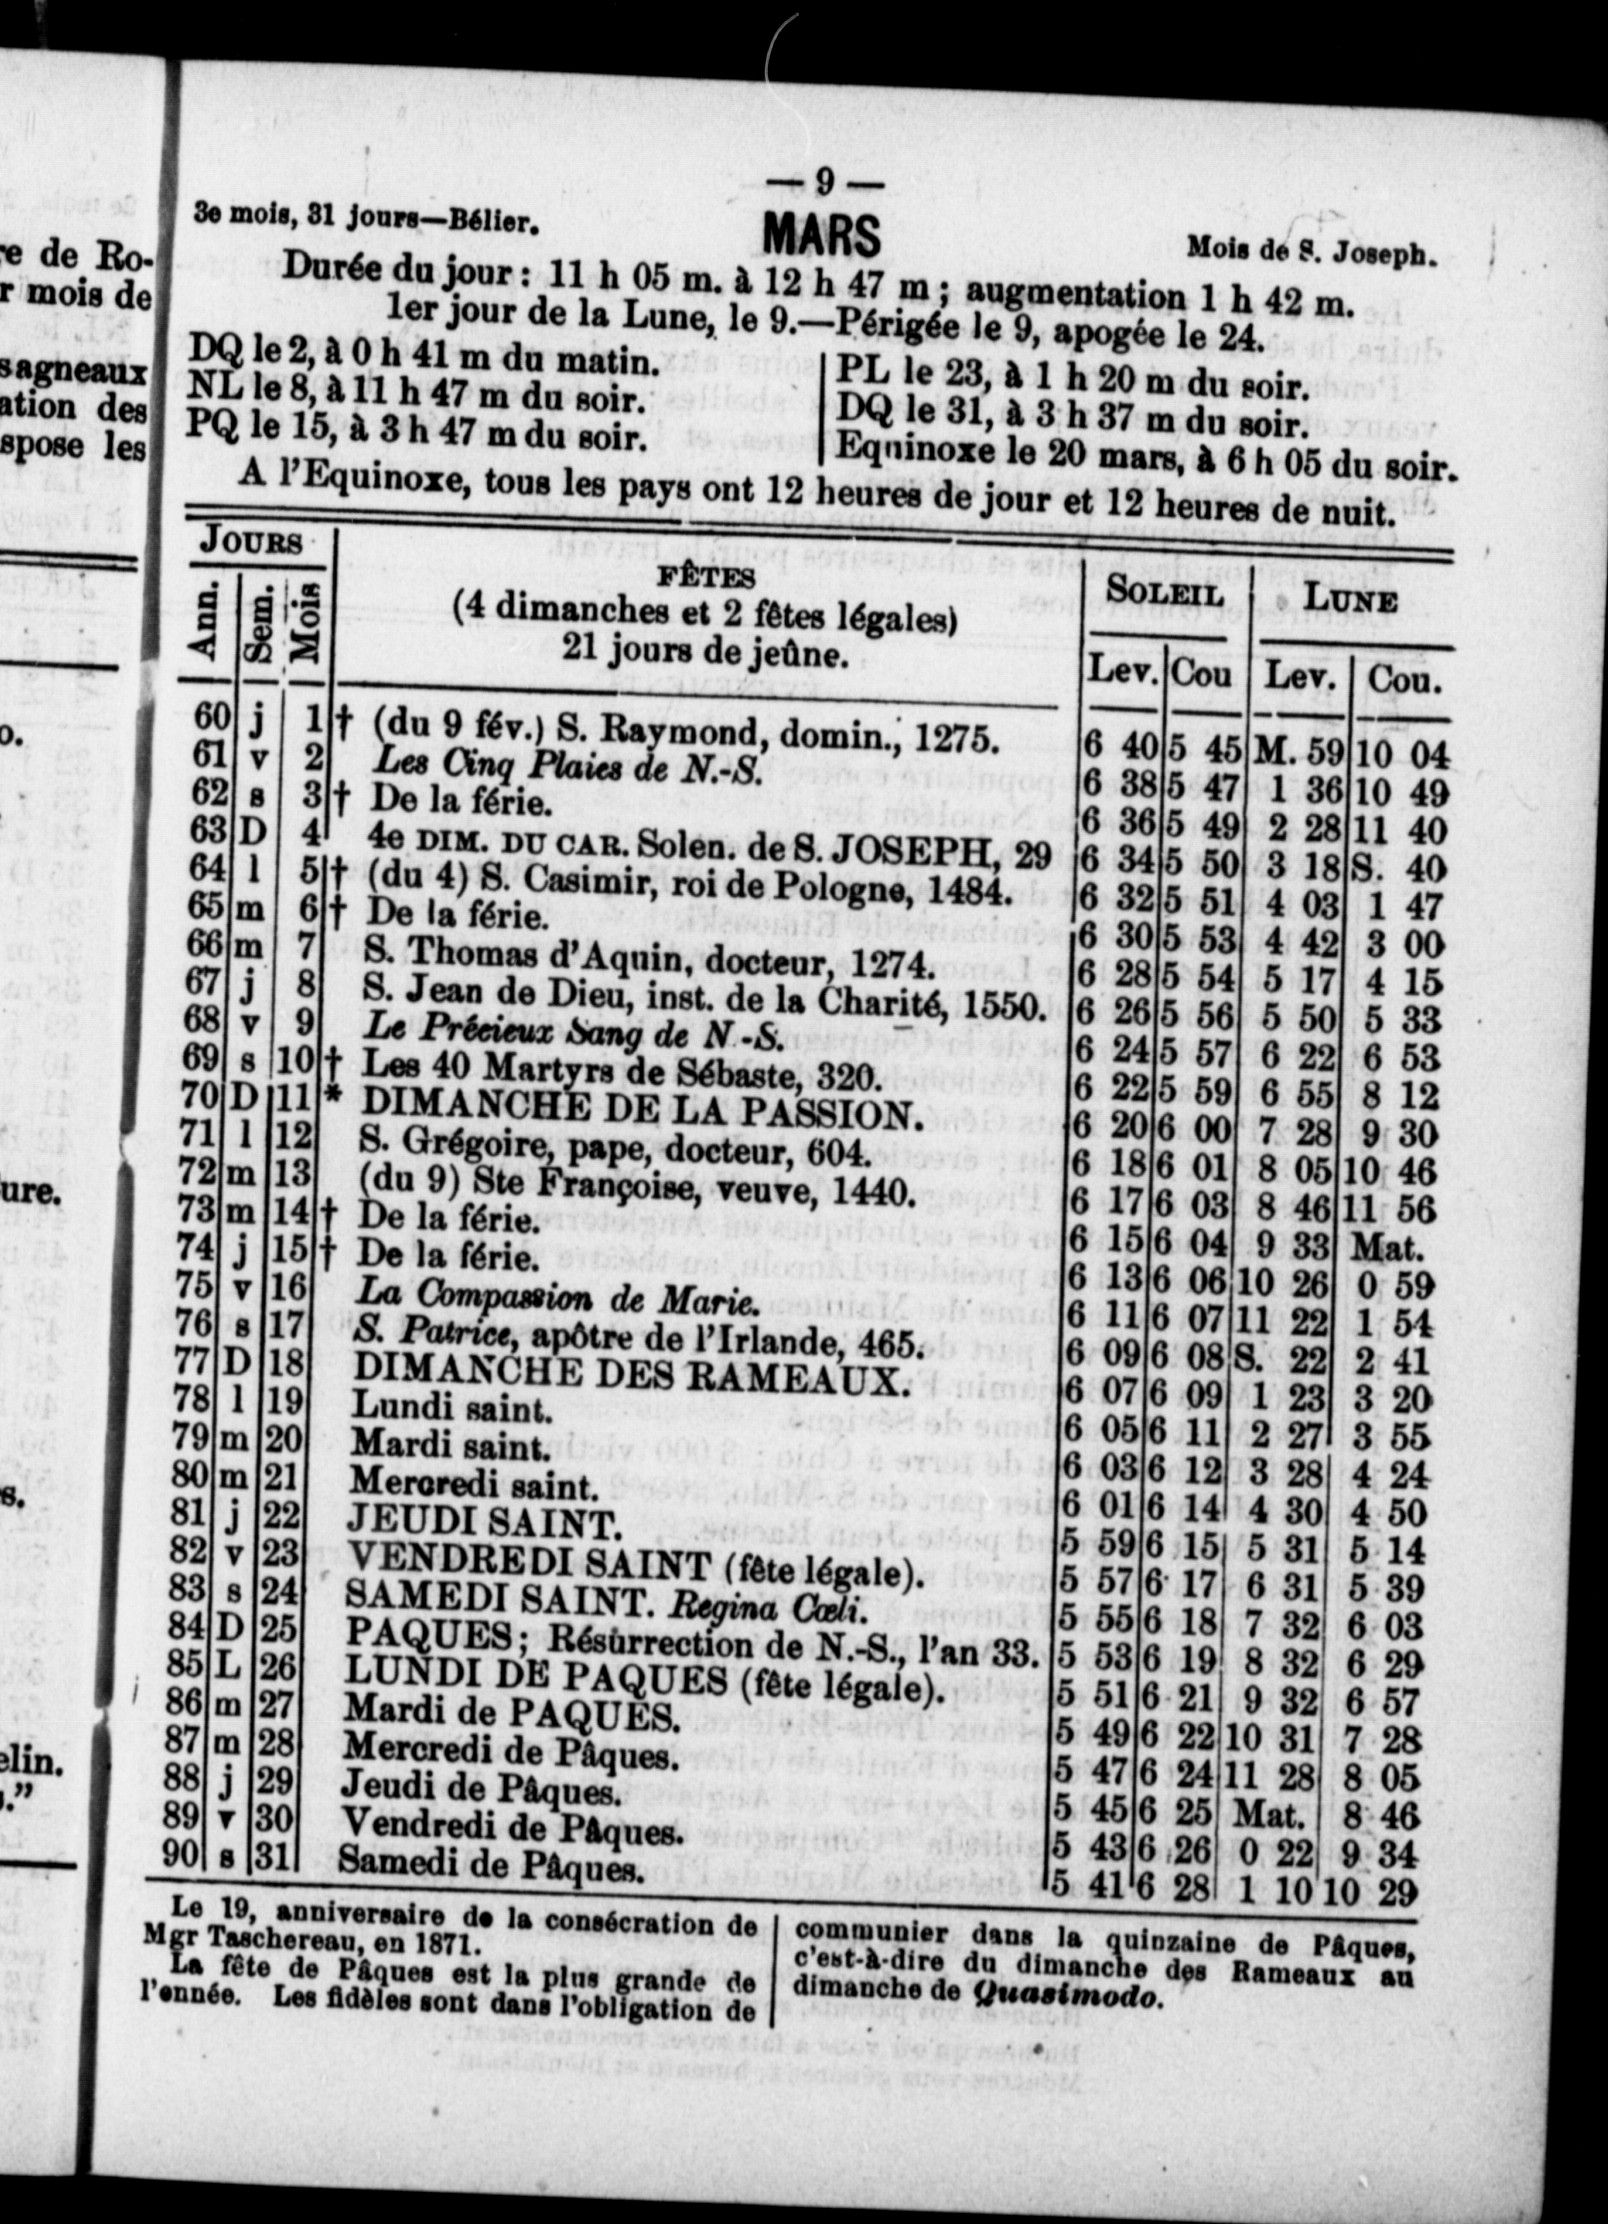 — 9 —
3e mois, 31 jours—Bélier.
MARS
Mois de S. Joseph.
Durée du jour : 11 h 05 m. à 12 h 47 m ; augmentation 1 h 42 m.
1er jour de la Lune, le 9.—Périgée le 9, apogée le 24.
DQ le 2, à 0 h 41 m du matin.
NL le 8, à 11 h 47 m du soir.
PQ le 15, à 3 h 47 m du soir.
PL le 23, à 1 h 20 m du soir.
DQ le 31, à 3 h 37 m du soir.
Equinoxe le 20 mars, à 6 h 05 du soir.
A l'Equinoxe, tous les pays ont 12 heures de jour et 12 heures de nuit.
JOURS
Ann. Sem. Mois
FÊTES
(4 dimanches et 2 fêtes légales)
21 jours de jeûne.
SOLEIL LUNE
Lev. Cou Lev. Cou.
60 j 1 † (du 9 fév.) S. Raymond, domin., 1275. 6 40 5 45 M. 59 10 04
61 v 2 Les Cinq Plaies de N.-S. 6 38 5 47 1 36 10 49
62 s 3 † De la férie. 6 36 5 49 2 28 11 40
63 D 4 4e DIM. DU CAR. Solen. de S. JOSEPH, 29 6 34 5 50 3 18 S. 40
64 l 5 † (du 4) S. Casimir, roi de Pologne, 1484. 6 32 5 51 4 03 1 47
65 m 6 † De la férie. 6 30 5 53 4 42 3 00
66 m 7 S. Thomas d'Aquin, docteur, 1274. 6 28 5 54 5 17 4 15
67 j 8 S. Jean de Dieu, inst. de la Charité, 1550. 6 26 5 56 5 50 5 33
68 v 9 Le Précieux Sang de N.-S. 6 24 5 57 6 22 6 53
69 s 10 † Les 40 Martyrs de Sébaste, 320. 6 22 5 59 6 55 8 12
70 D 11 * DIMANCHE DE LA PASSION. 6 20 6 00 7 28 9 30
71 l 12 S. Grégoire, pape, docteur, 604. 6 18 6 01 8 05 10 46
72 m 13 (du 9) Ste Françoise, veuve, 1440. 6 17 6 03 8 46 11 56
73 m 14 † De la férie. 6 15 6 04 9 33 Mat.
74 j 15 † De la férie. 6 13 6 06 10 26 0 59
75 v 16 La Compassion de Marie. 6 11 6 07 11 22 1 54
76 s 17 S. Patrice, apôtre de l'Irlande, 465. 6 09 6 08 S. 22 2 41
77 D 18 DIMANCHE DES RAMEAUX. 6 07 6 09 1 23 3 20
78 l 19 Lundi saint. 6 05 6 11 2 27 3 55
79 m 20 Mardi saint. 6 03 6 12 3 28 4 24
80 m 21 Mercredi saint. 6 01 6 14 4 30 4 50
81 j 22 JEUDI SAINT. 5 59 6 15 5 31 5 14
82 v 23 VENDREDI SAINT (fête légale). 5 57 6 17 6 31 5 39
83 s 24 SAMEDI SAINT. Regina Cœli. 5 55 6 18 7 32 6 03
84 D 25 PAQUES ; Résurrection de N.-S., l'an 33. 5 53 6 19 8 32 6 29
85 L 26 LUNDI DE PAQUES (fête légale). 5 51 6 21 9 32 6 57
86 m 27 Mardi de PAQUES. 5 49 6 22 10 31 7 28
87 m 28 Mercredi de Pâques. 5 47 6 24 11 28 8 05
88 j 29 Jeudi de Pâques. 5 45 6 25 Mat. 8 46
89 v 30 Vendredi de Pâques. 5 43 6 26 0 22 9 34
90 s 31 Samedi de Pâques. 5 41 6 28 1 10 10 29
Le 19, anniversaire de la consécration de
Mgr Taschereau, en 1871.
La fête de Pâques est la plus grande de
l'année. Les fidèles sont dans l'obligation de
communier dans la quinzaine de Pâques,
c'est-à-dire du dimanche des Rameaux au
dimanche de Quasimodo.